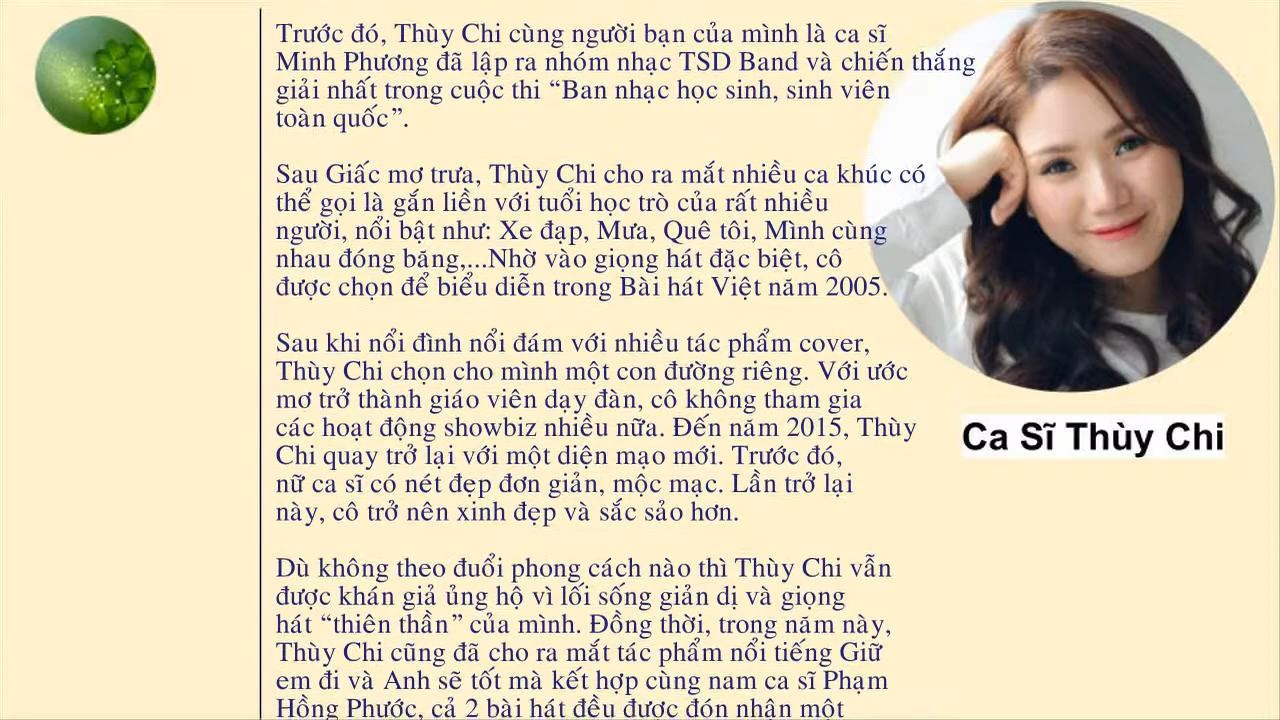 Trước đó, Thùy Chi cùng người bạn của mình là ca sĩ
Minh Phương đã lập ra nhóm nhạc TSD Band và chiến thắng
giải nhất trong cuộc thi “Ban nhạc học sinh, sinh viên
toàn quốc”.
Sau Giấc mơ trưa, Thùy Chi cho ra mắt nhiều ca khúc có
thể gọi là gắn liền với tuổi học trò của rất nhiều
người, nổi bật như: Xe đạp, Mưa, Quê tôi, Mình cùng
nhau đóng băng,...Nhờ vào giọng hát đặc biệt, cô
được chọn để biểu diễn trong Bài hát Việt năm 2005.
Sau khi nổi đình nổi đám với nhiều tác phẩm cover,
Thùy Chi chọn cho mình một con đường riêng. Với ước
mơ trở thành giáo viên dạy đàn, cô không tham gia
các hoạt động showbiz nhiều nữa. Đến năm 2015, Thùy
Chi quay trở lại với một diện mạo mới. Trước đó,
nữ ca sĩ có nét đẹp đơn giản, mộc mạc. Lần trở lại
này, cô trở nên xinh đẹp và sắc sảo hơn.
Dù không theo đuổi phong cách nào thì Thùy Chi vẫn
được khán giả ủng hộ vì lối sống giản dị và giọng
hát “thiên thần” của mình. Đồng thời, trong năm này,
Thùy Chi cũng đã cho ra mắt tác phẩm nổi tiếng Giữ
em đi và Anh sẽ tốt mà kết hợp cùng nam ca sĩ Phạm
Hồng Phước, cả 2 bài hát đều được đón nhận một
Ca Sĩ Thùy Chi